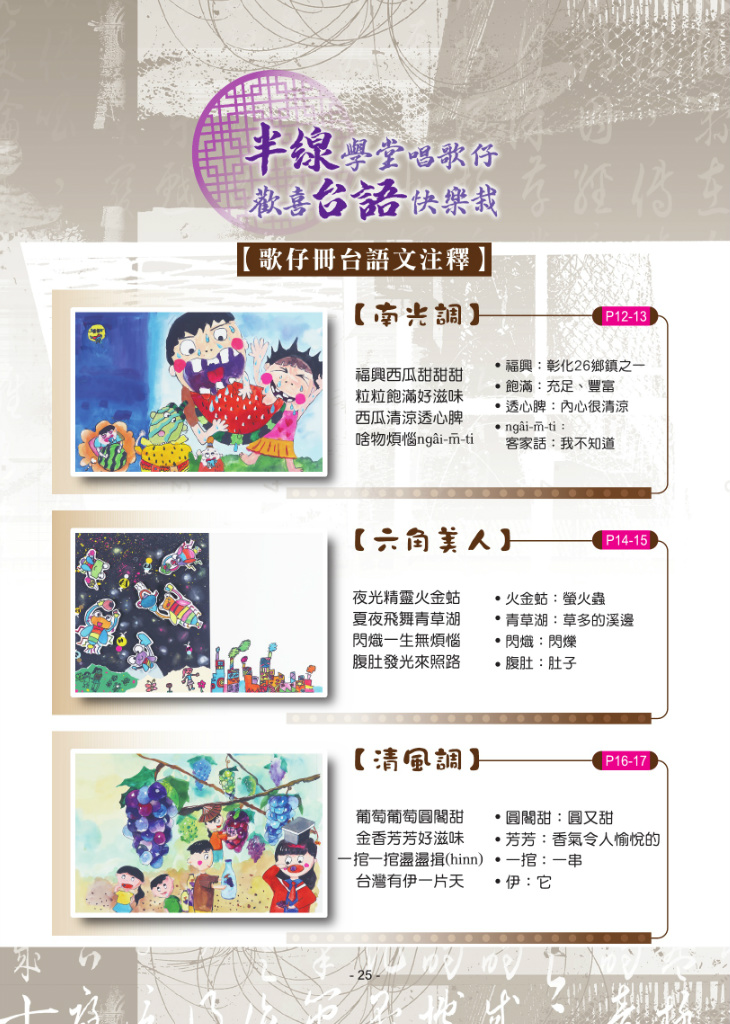 半線學堂唱歌仔
歡喜台語快樂栽
【歌仔冊台語文注釋】
【南光調】
P12-13
福興西瓜甜甜甜
粒粒飽滿好滋味
西瓜清涼透心脾
啥物煩惱ngâi-m̄-ti
• 福興：彰化26鄉鎮之一
• 飽滿：充足、豐富
• 透心脾：內心很清涼
• ngâi-m̄-ti：
客家話：我不知道
【六角美人】
P14-15
夜光精靈火金蛄
夏夜飛舞青草湖
閃熾一生無煩惱
腹肚發光來照路
• 火金蛄：螢火蟲
• 青草湖：草多的溪邊
• 閃熾：閃爍
• 腹肚：肚子
【清風調】
P16-17
葡萄葡萄圓閣甜
金香芳芳好滋味
一捾一捾盪盪揖(hinn)
台灣有伊一片天
• 圓閣甜：圓又甜
• 芳芳：香氣令人愉悅的
• 一捾：一串
• 伊：它
- 25 -